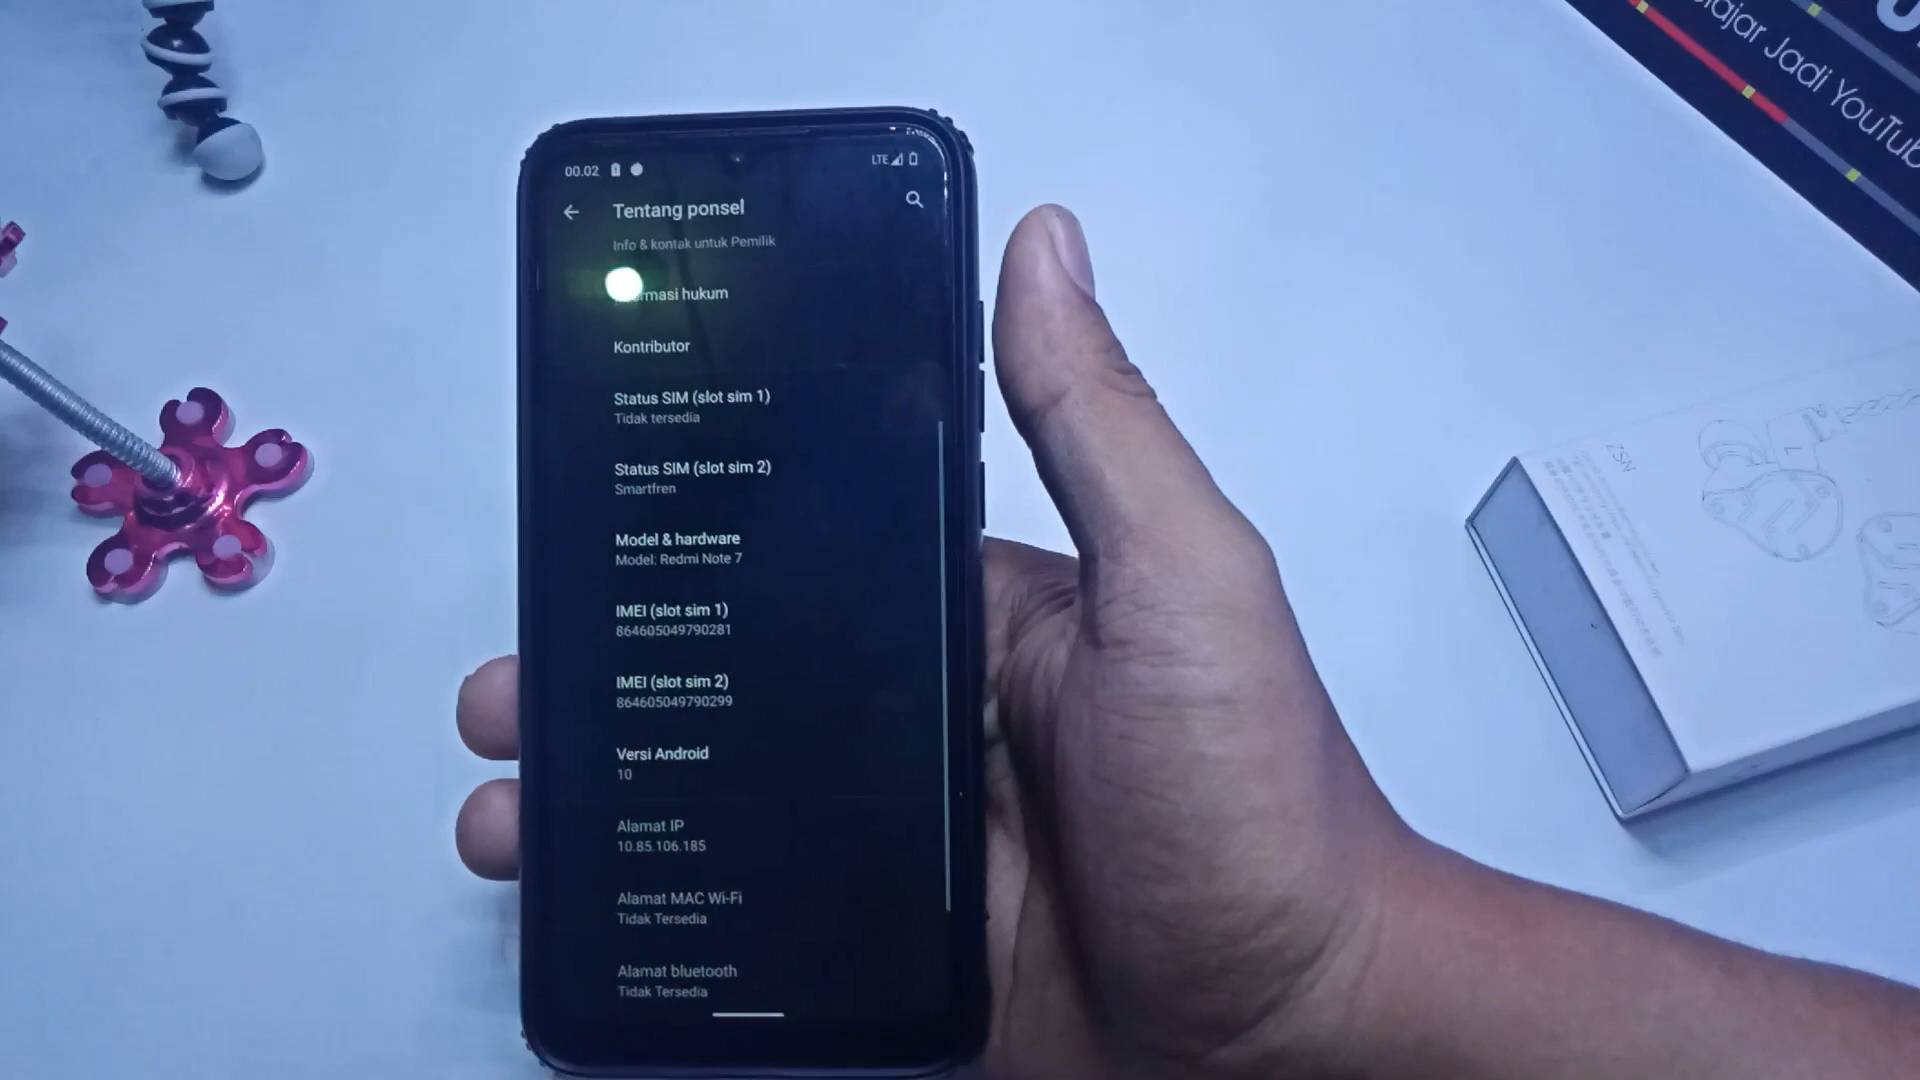 00.02
LTE
Tentang ponsel
Info & kontak untuk Pemilik
rmasi hukum
Kontributor
Status SIM (slot sim 1)
Tidak tersedia
Status SIM (slot sim 2)
Smartfren
Model & hardware
Model: Redmi Note 7
IMEI (slot sim 1)
864605049790281
IMEI (slot sim 2)
864605049790299
Versi Android
10
Alamat IP
10.85.106.185
Alamat MAC Wi-Fi
Tidak Tersedia
Alamat bluetooth
Tidak Tersedia
lajar Jadi YouTub
ZSN